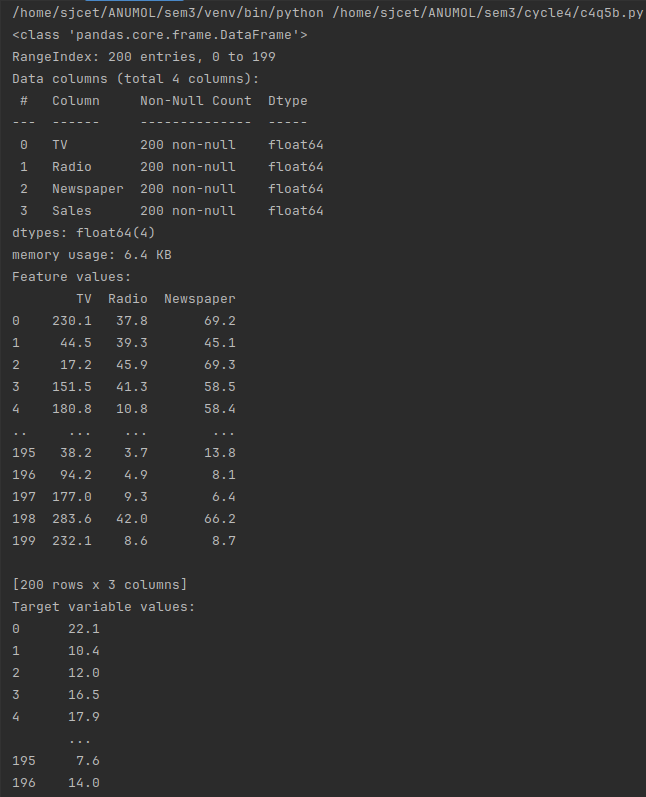 /home/sjcet/ANUMOL/sem3/venv/bin/python /home/sjcet/ANUMOL/sem3/cycle4/c4q5b.py
<class 'pandas.core.frame.DataFrame'>
RangeIndex: 200 entries, 0 to 199
Data columns (total 4 columns):
 #   Column     Non-Null Count  Dtype
---  ------     --------------  -----
 0   TV         200 non-null    float64
 1   Radio      200 non-null    float64
 2   Newspaper  200 non-null    float64
 3   Sales      200 non-null    float64
dtypes: float64(4)
memory usage: 6.4 KB
Feature values:
        TV  Radio  Newspaper
0    230.1   37.8       69.2
1     44.5   39.3       45.1
2     17.2   45.9       69.3
3    151.5   41.3       58.5
4    180.8   10.8       58.4
..     ...    ...        ...
195   38.2    3.7       13.8
196   94.2    4.9        8.1
197  177.0    9.3        6.4
198  283.6   42.0       66.2
199  232.1    8.6        8.7

[200 rows x 3 columns]
Target variable values:
0      22.1
1      10.4
2      12.0
3      16.5
4      17.9
       ...
195     7.6
196    14.0